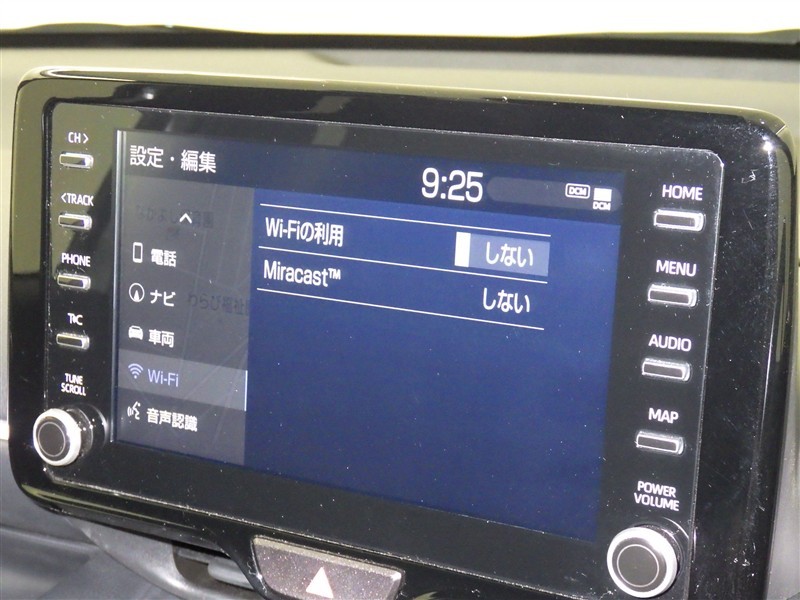 CH >
< TRACK
PHONE
T&C
TUNE
SCROLL
設定・編集
9:25
DCM
DCM
電話
ナビ
車両
Wi-Fi
音声認識
Wi-Fiの利用
しない
Miracast™
しない
HOME
MENU
AUDIO
MAP
POWER
VOLUME